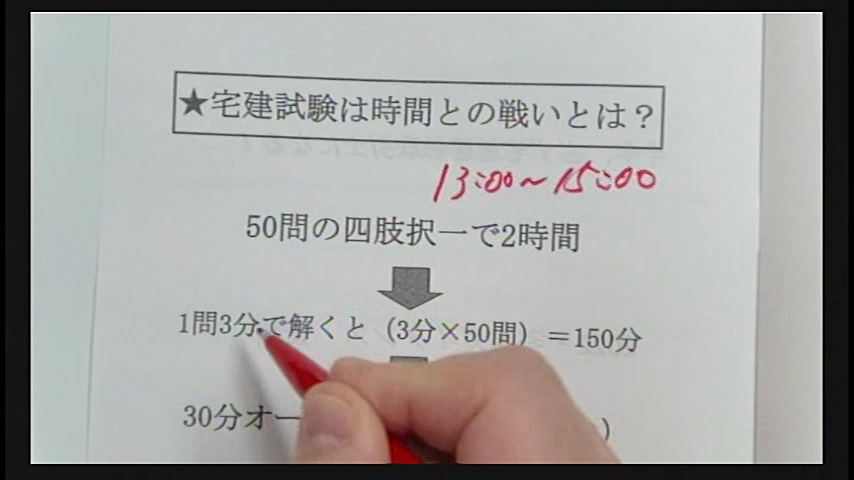 ★宅建試験は時間との戦いとは?
13:00~15:00
50問の四肢択一で2時間
1問3分で解くと(3分×50問)=150分
30分オー
)